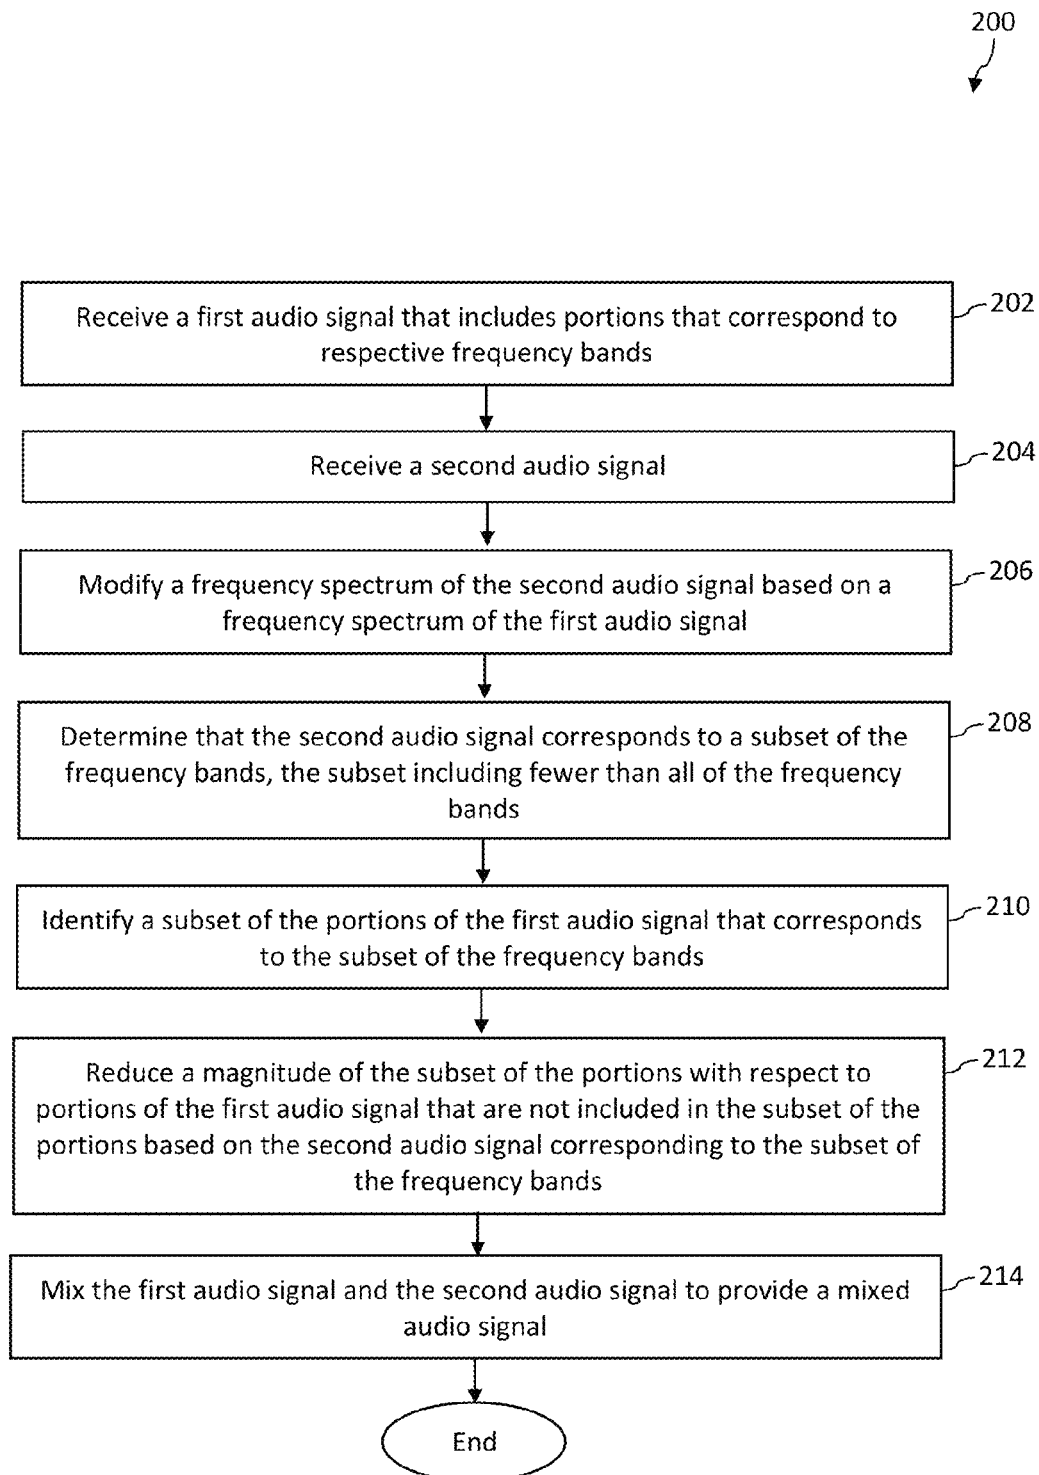 200
Receive a first audio signal that includes portions that correspond to
respective frequency bands
202
Receive a second audio signal
204
Modify a frequency spectrum of the second audio signal based on a
frequency spectrum of the first audio signal
206
Determine that the second audio signal corresponds to a subset of the
frequency bands, the subset including fewer than all of the frequency
bands
208
Identify a subset of the portions of the first audio signal that corresponds
to the subset of the frequency bands
210
Reduce a magnitude of the subset of the portions with respect to
portions of the first audio signal that are not included in the subset of the
portions based on the second audio signal corresponding to the subset of
the frequency bands
212
Mix the first audio signal and the second audio signal to provide a mixed
audio signal
214
End